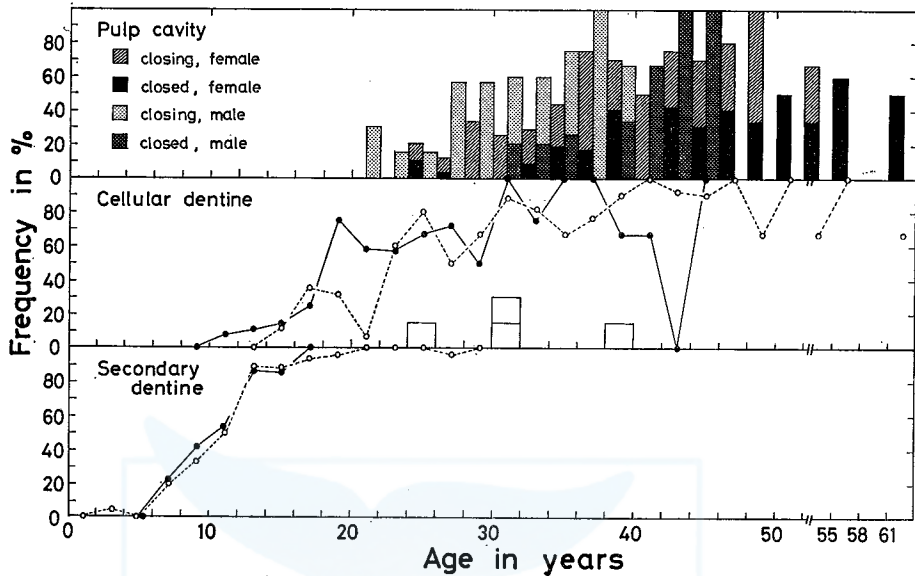 Pulp cavity
closing, female
closed, female
closing, male
closed, male
80
60
40
20
0
Cellular dentine
80
60
40
20
0
Secondary
dentine
80
60
40
20
0
Frequency in %
0 10 20 30 40 50 55 58 61
Age in years